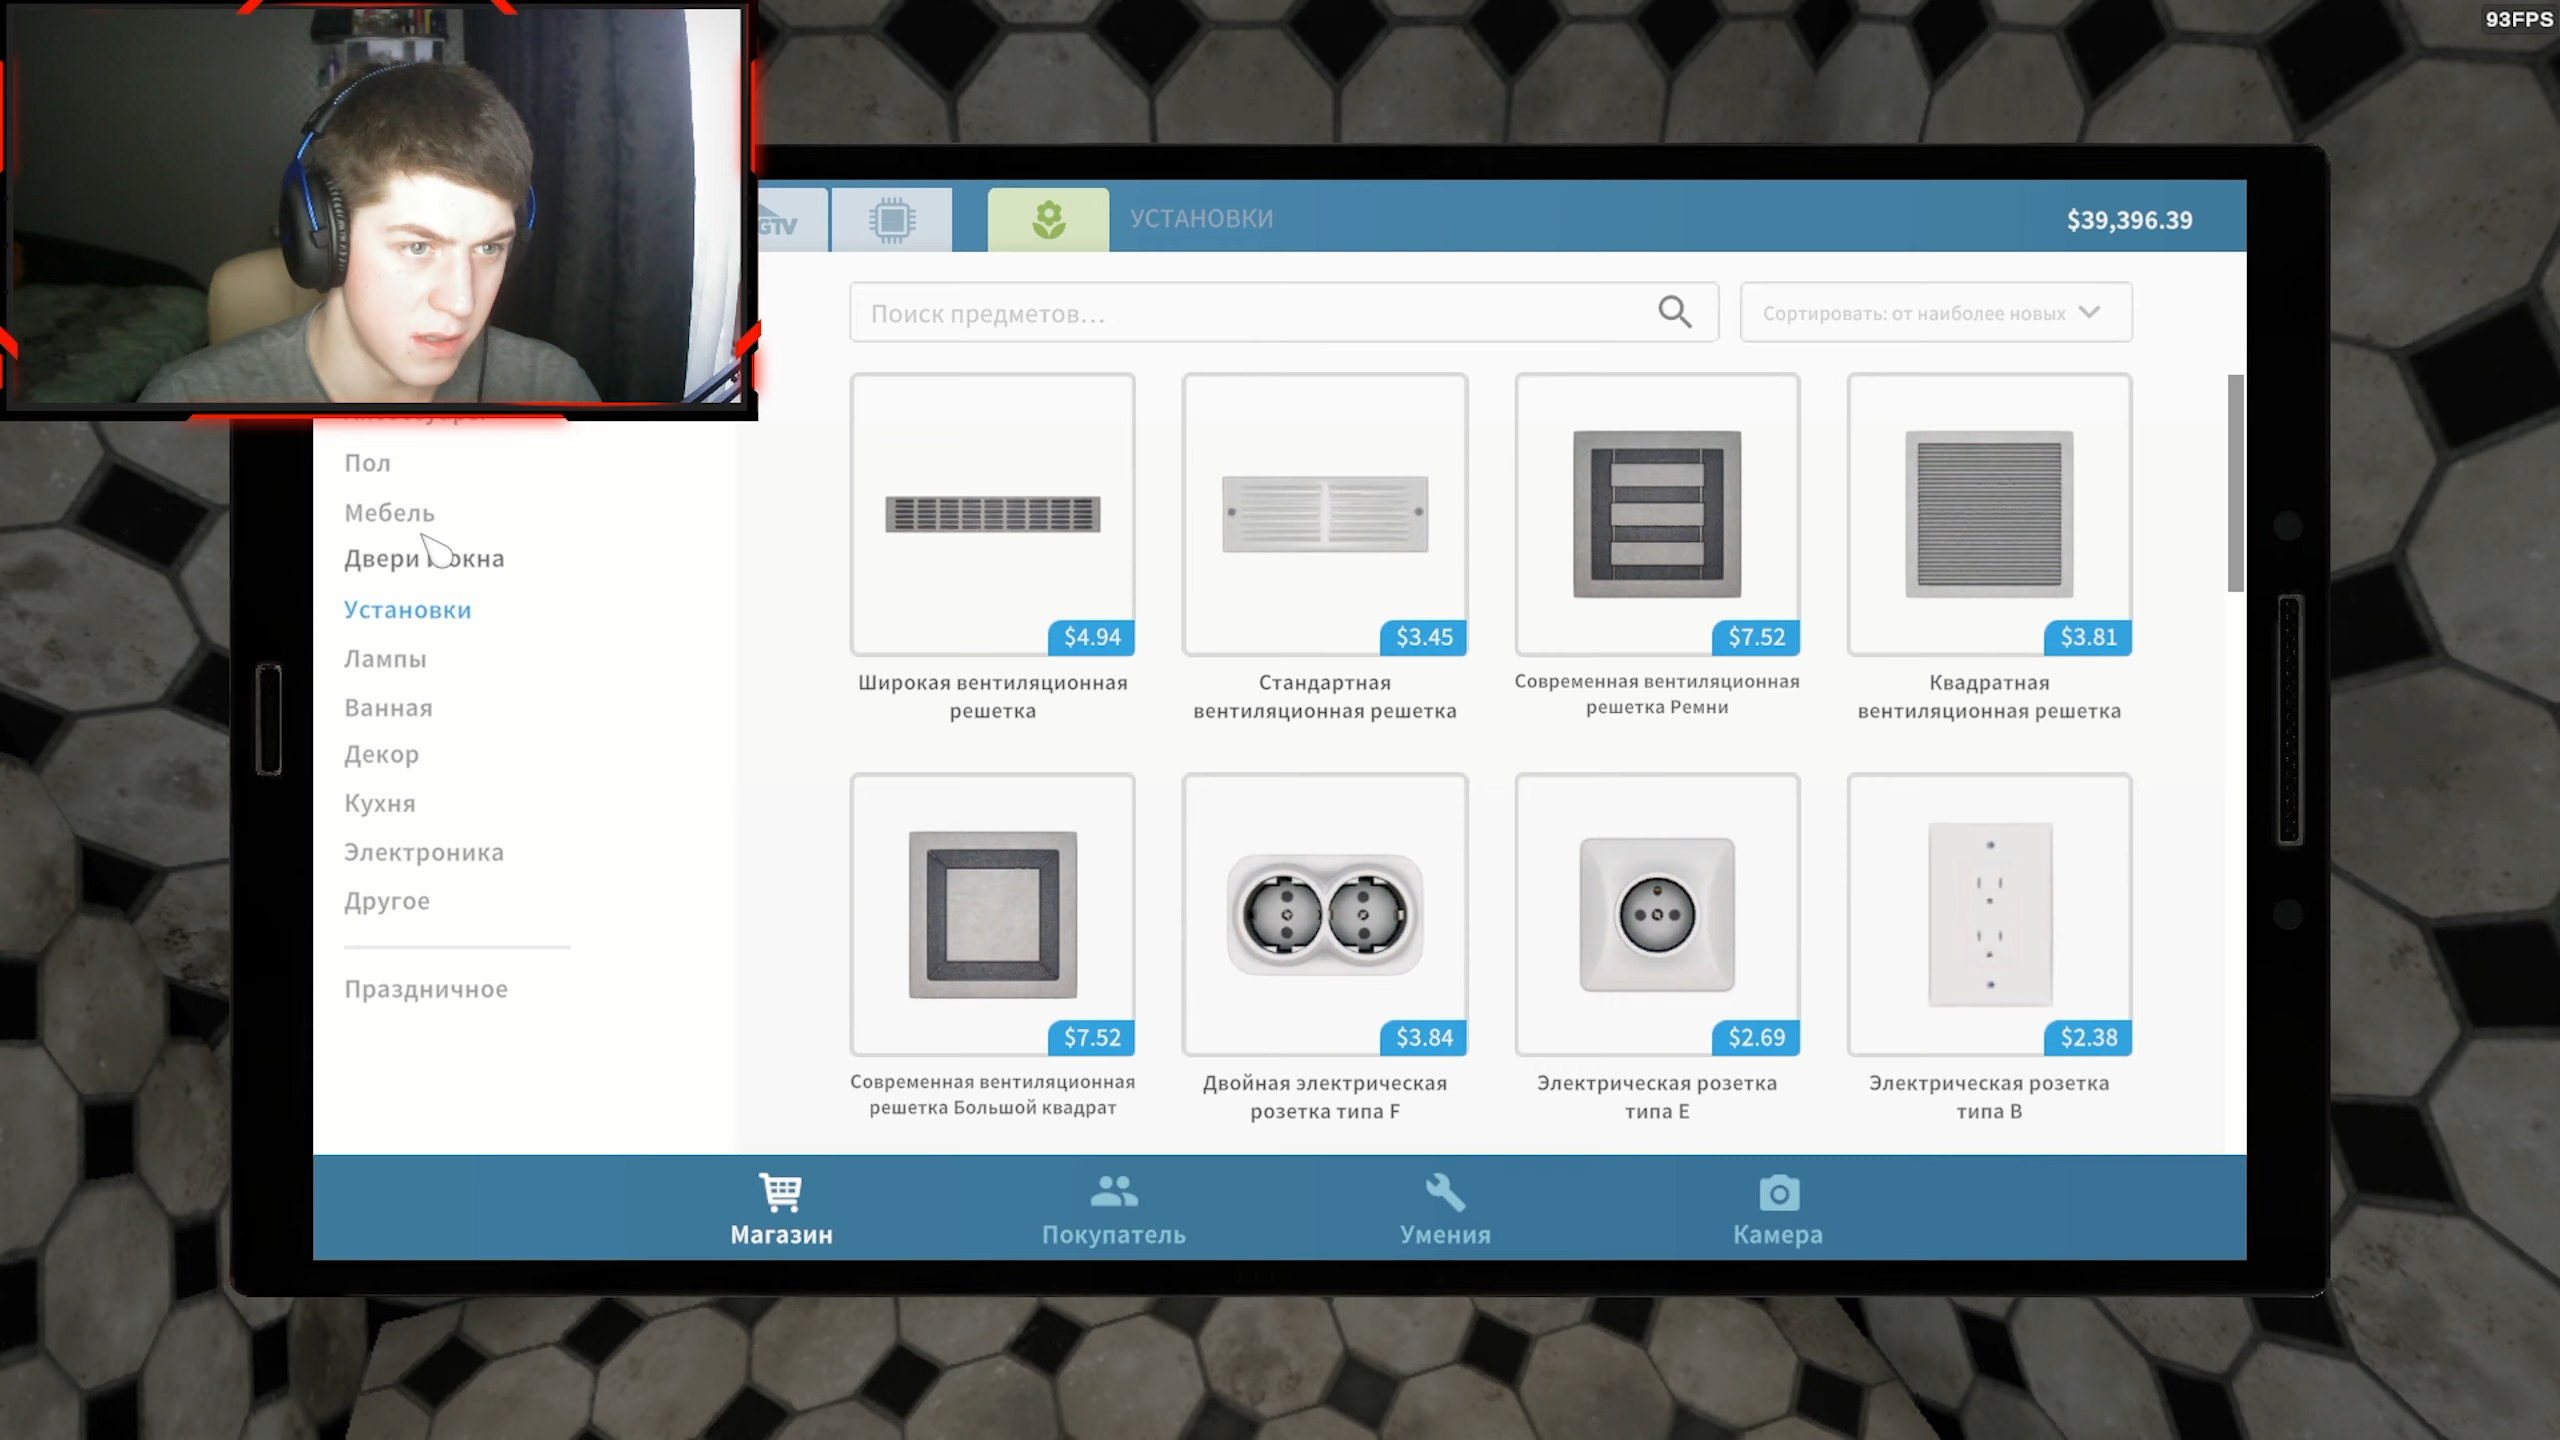 93FPS
GTV
УСТАНОВКИ
$39,396.39
Поиск предметов...
Сортировать: от наиболее новых
Пол
Мебель
Двери окна
Установки
Лампы
Ванная
Декор
Кухня
Электроника
Другое
Праздничное
$4.94
$3.45
$7.52
$3.81
Широкая вентиляционная
решетка
Стандартная
вентиляционная решетка
Современная вентиляционная
решетка Ремни
Квадратная
вентиляционная решетка
$7.52
$3.84
$2.69
$2.38
Современная вентиляционная
решетка Большой квадрат
Двойная электрическая
розетка типа F
Электрическая розетка
типа E
Электрическая розетка
типа B
Магазин
Покупатель
Умения
Камера